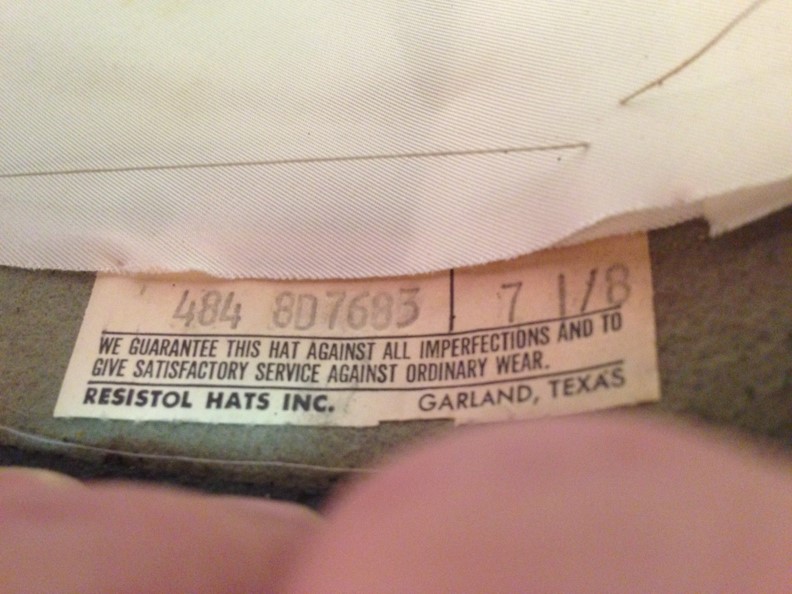 484 8D7683 7 1/8
WE GUARANTEE THIS HAT AGAINST ALL IMPERFECTIONS AND TO
GIVE SATISFACTORY SERVICE AGAINST ORDINARY WEAR.
RESISTOL HATS INC. GARLAND, TEXAS